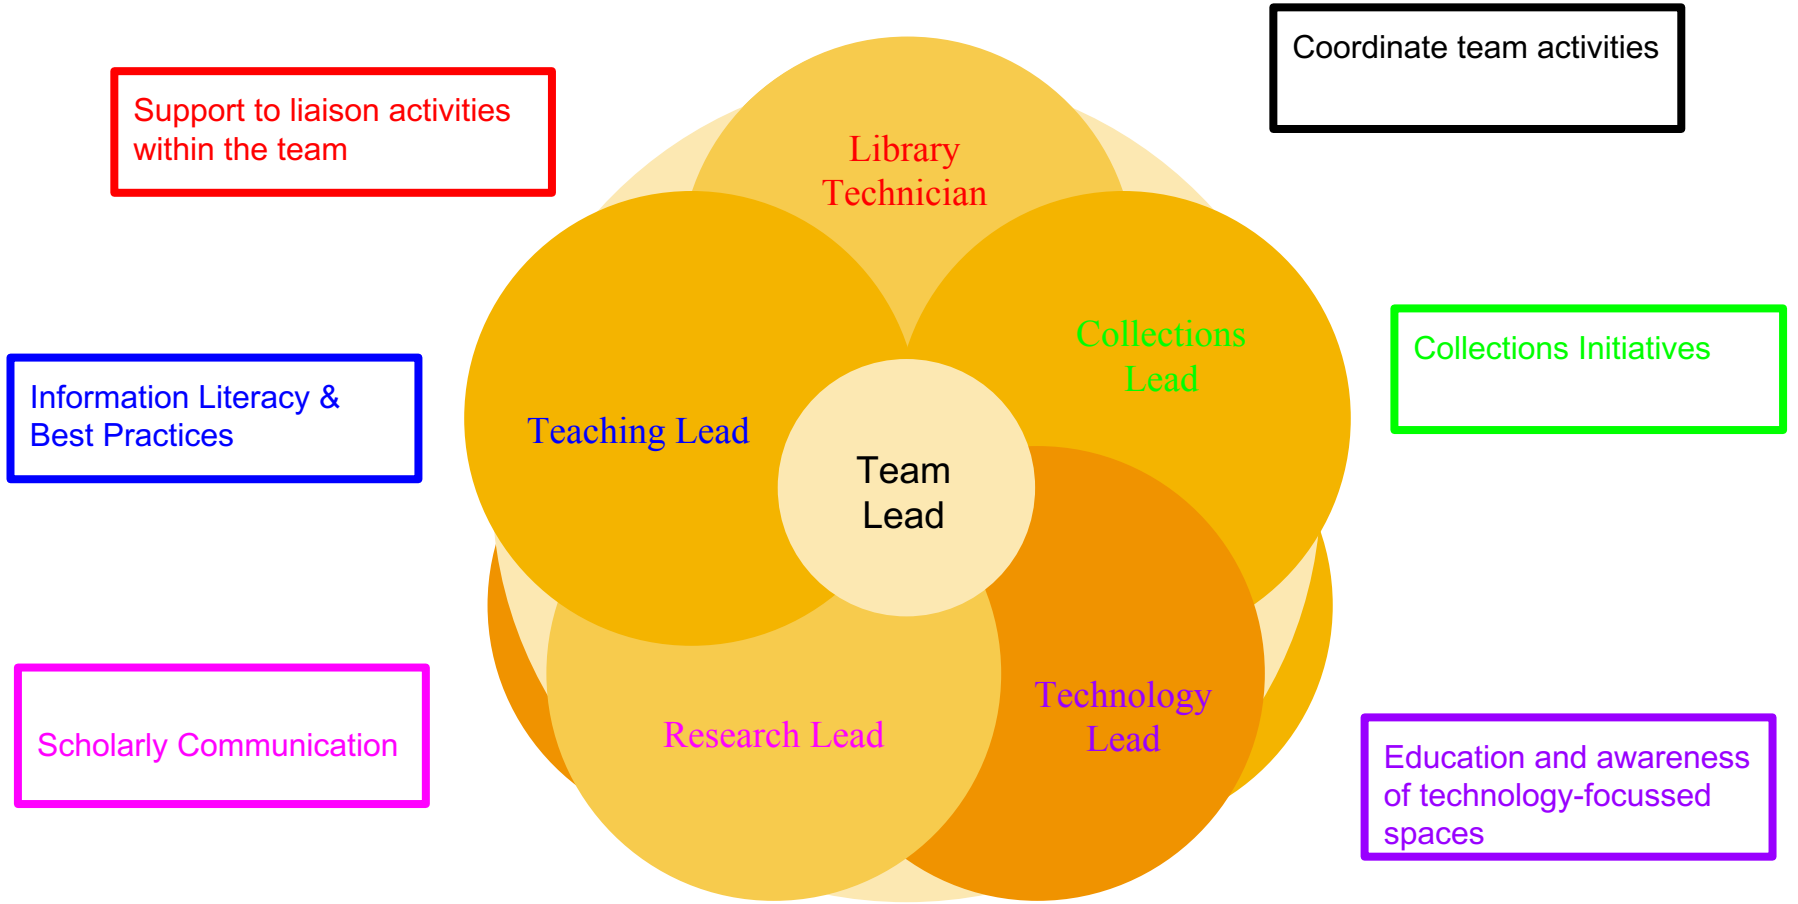 Coordinate team activities
Support to liaison activities
within the team
Library
Technician
Collections
Lead
Collections Initiatives
Information Literacy &
Best Practices
Teaching Lead
Team
Lead
Scholarly Communication
Research Lead
Technology
Lead
Education and awareness
of technology-focussed
spaces